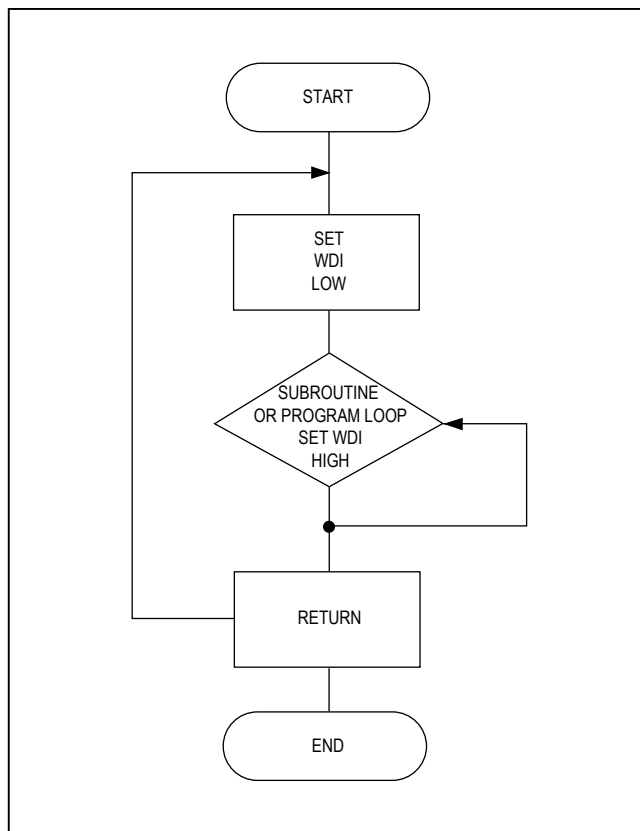 START
SET
WDI
LOW
SUBROUTINE
OR PROGRAM LOOP
SET WDI
HIGH
RETURN
END